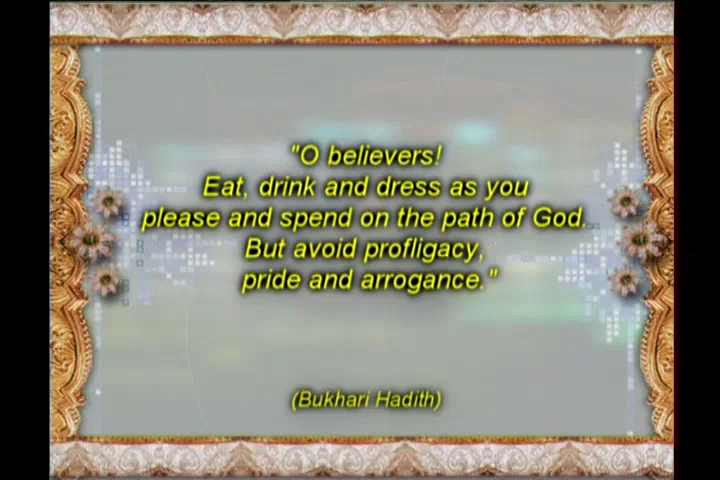 "O believers!
Eat, drink and dress as you
please and spend on the path of God.
But avoid profligacy,
pride and arrogance."
(Bukhari Hadith)